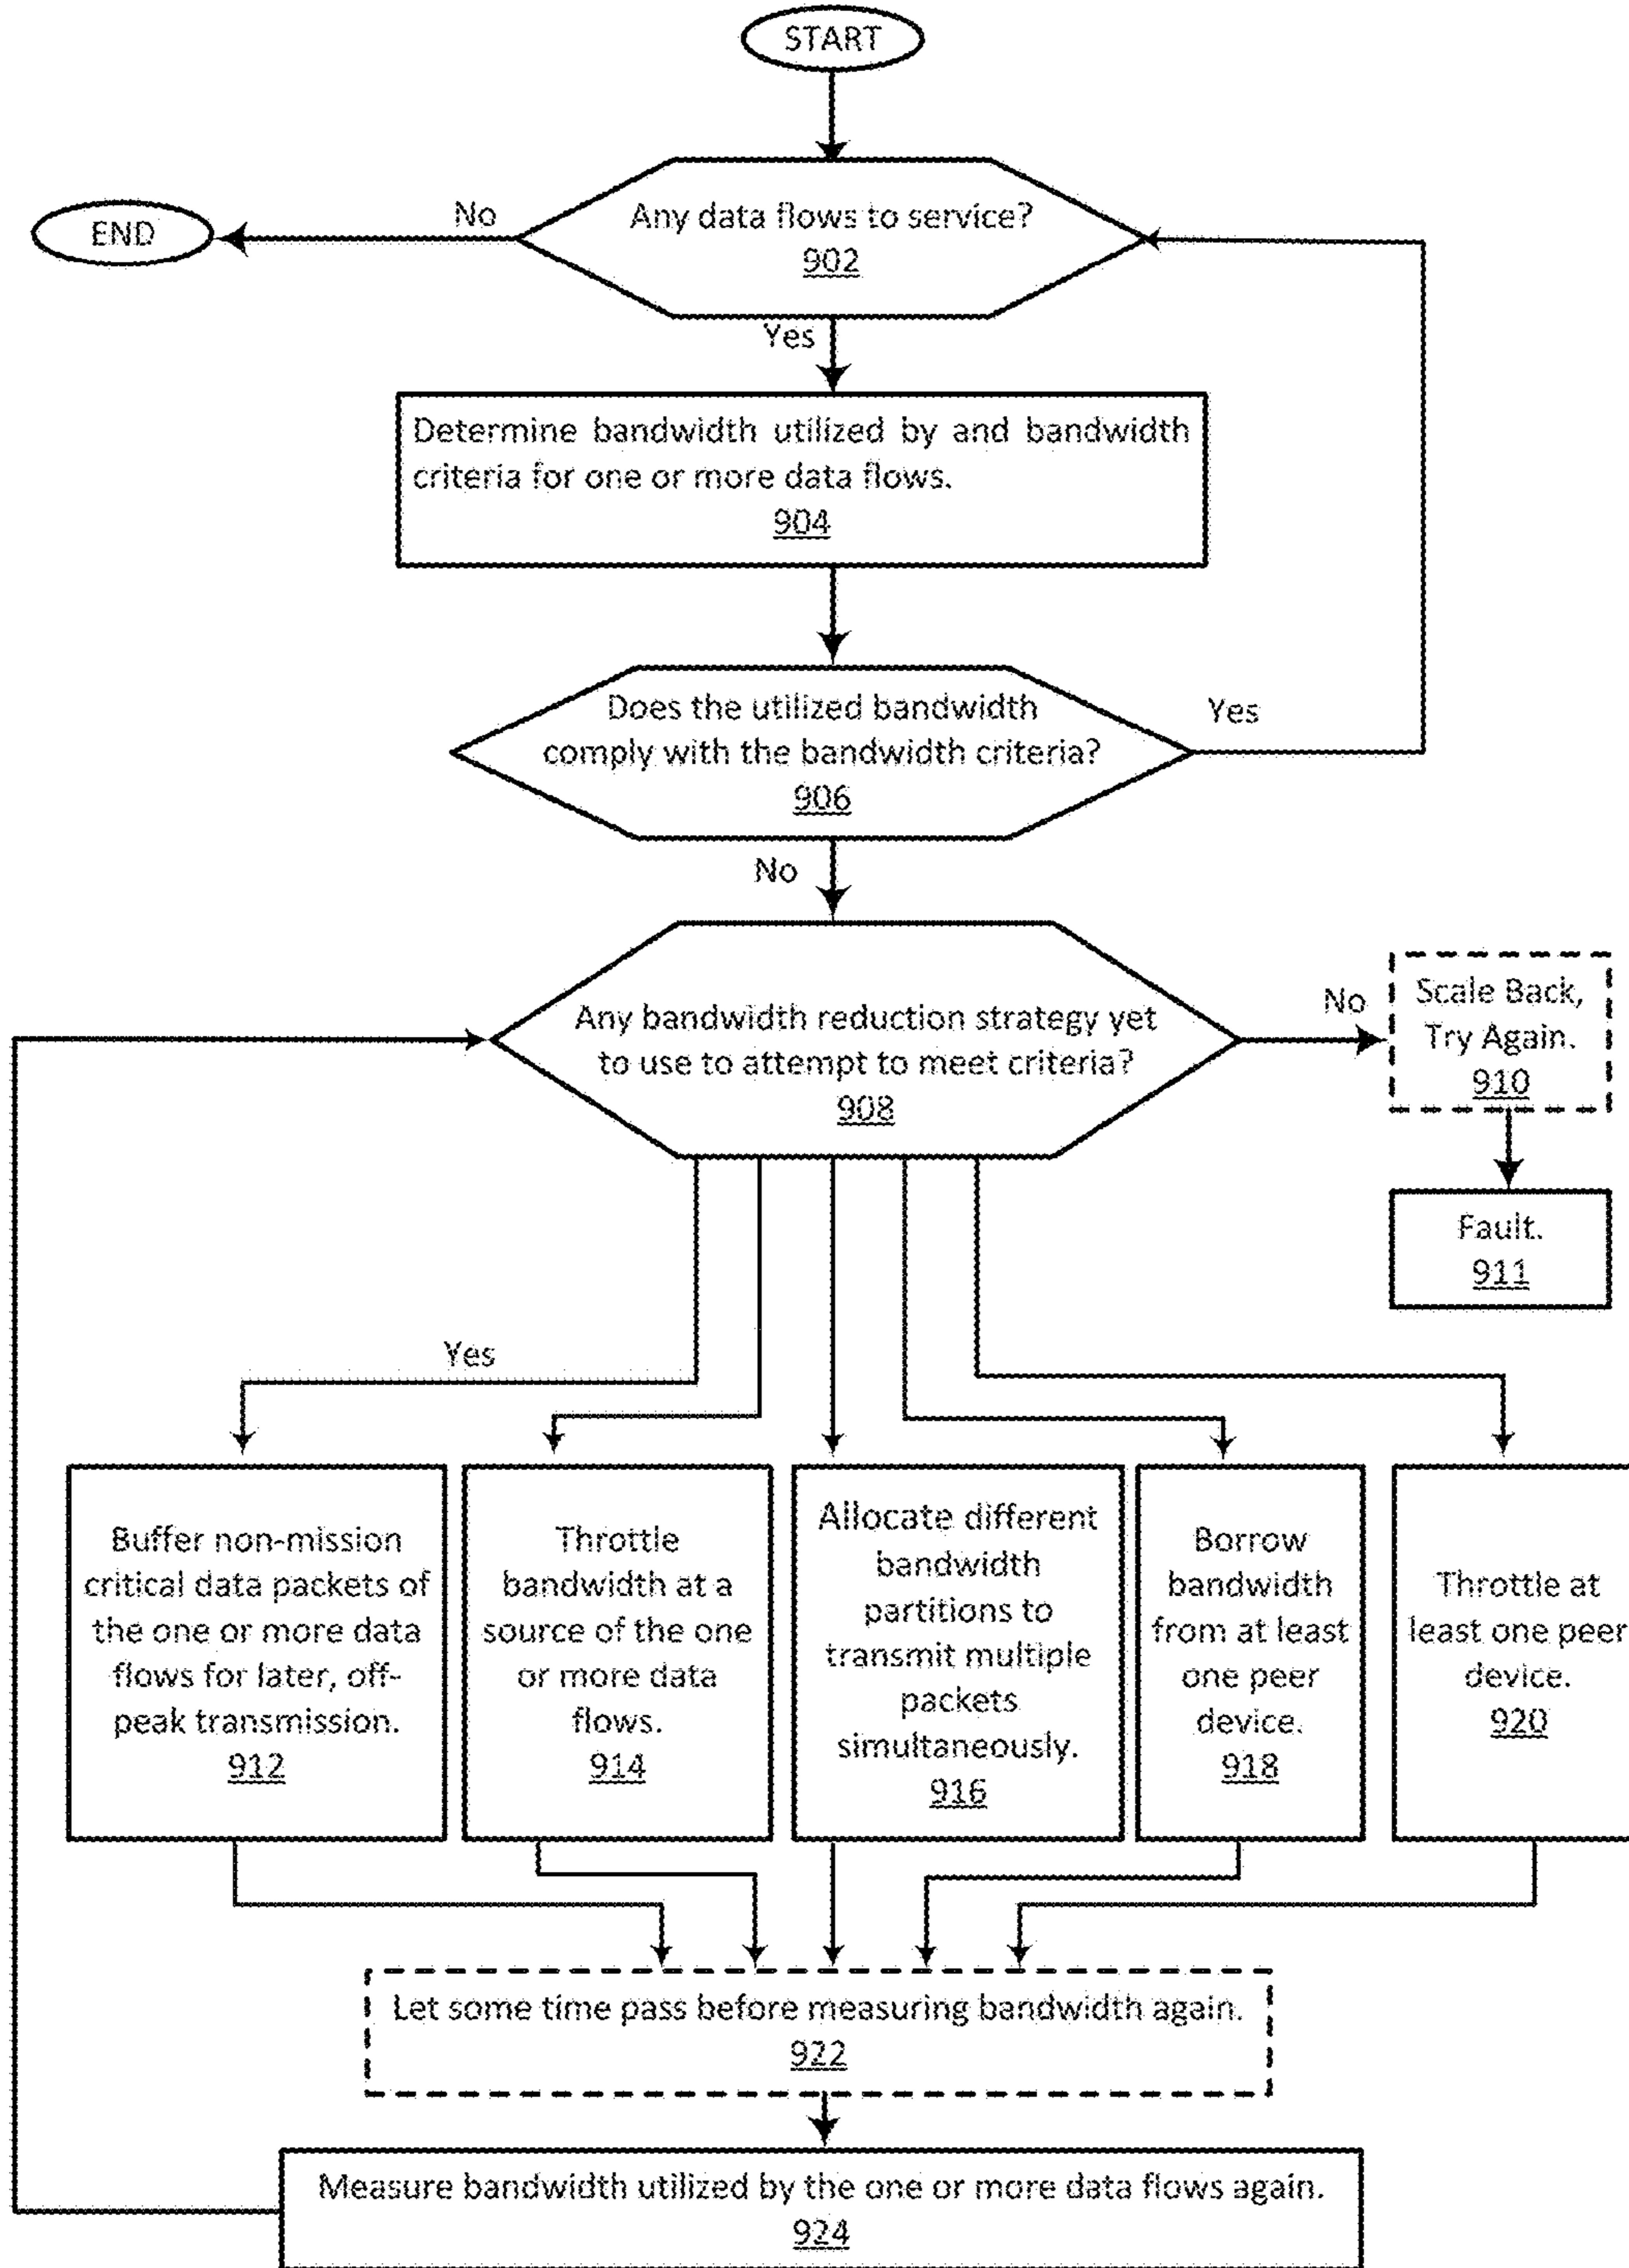 START
No
Any data flows to service?
902
END
Yes
Determine bandwidth utilized by and bandwidth
criteria for one or more data flows.
904
Does the utilized bandwidth
comply with the bandwidth criteria?
906
Yes
No
Any bandwidth reduction strategy yet
to use to attempt to meet criteria?
908
No
Scale Back,
Try Again.
910
Fault.
911
Yes
Buffer non-mission
critical data packets of
the one or more data
flows for later, off-
peak transmission.
912
Throttle
bandwidth at a
source of the one
or more data
flows.
914
Allocate different
bandwidth
partitions to
transmit multiple
packets
simultaneously.
916
Borrow
bandwidth
from at least
one peer
device.
918
Throttle at
least one peer
device.
920
Let some time pass before measuring bandwidth again.
922
Measure bandwidth utilized by the one or more data flows again.
924